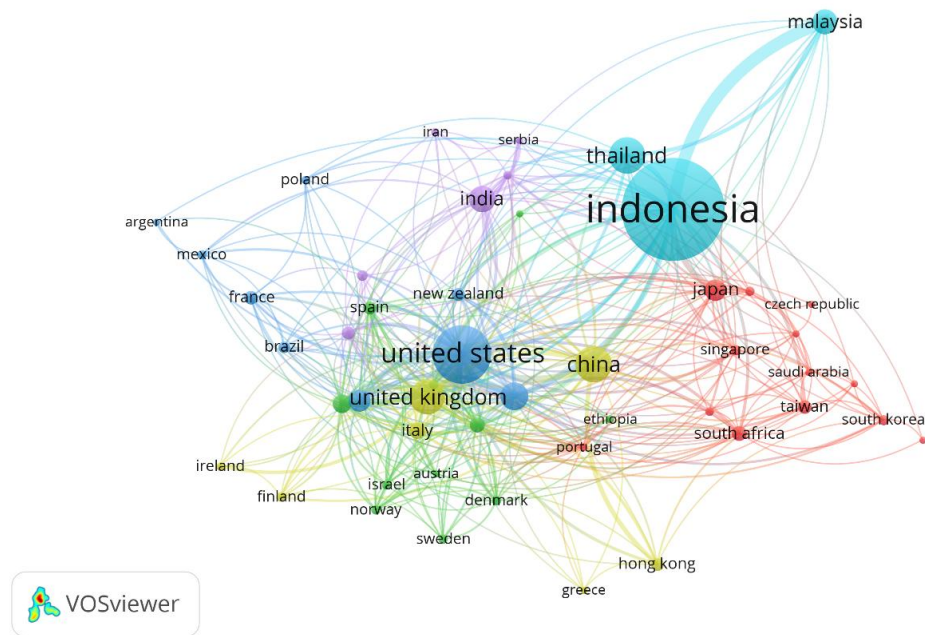 malaysia
iran
serbia
thailand
poland
india
indonesia
argentina
mexico
france
new zealand
japan
czech republic
spain
brazil
united states
china
singapore
saudi arabia
united kingdom
taiwan
ethiopia
south korea
italy
south africa
portugal
ireland
austria
israel
finland
norway
denmark
sweden
hong kong
greece
VOSviewer